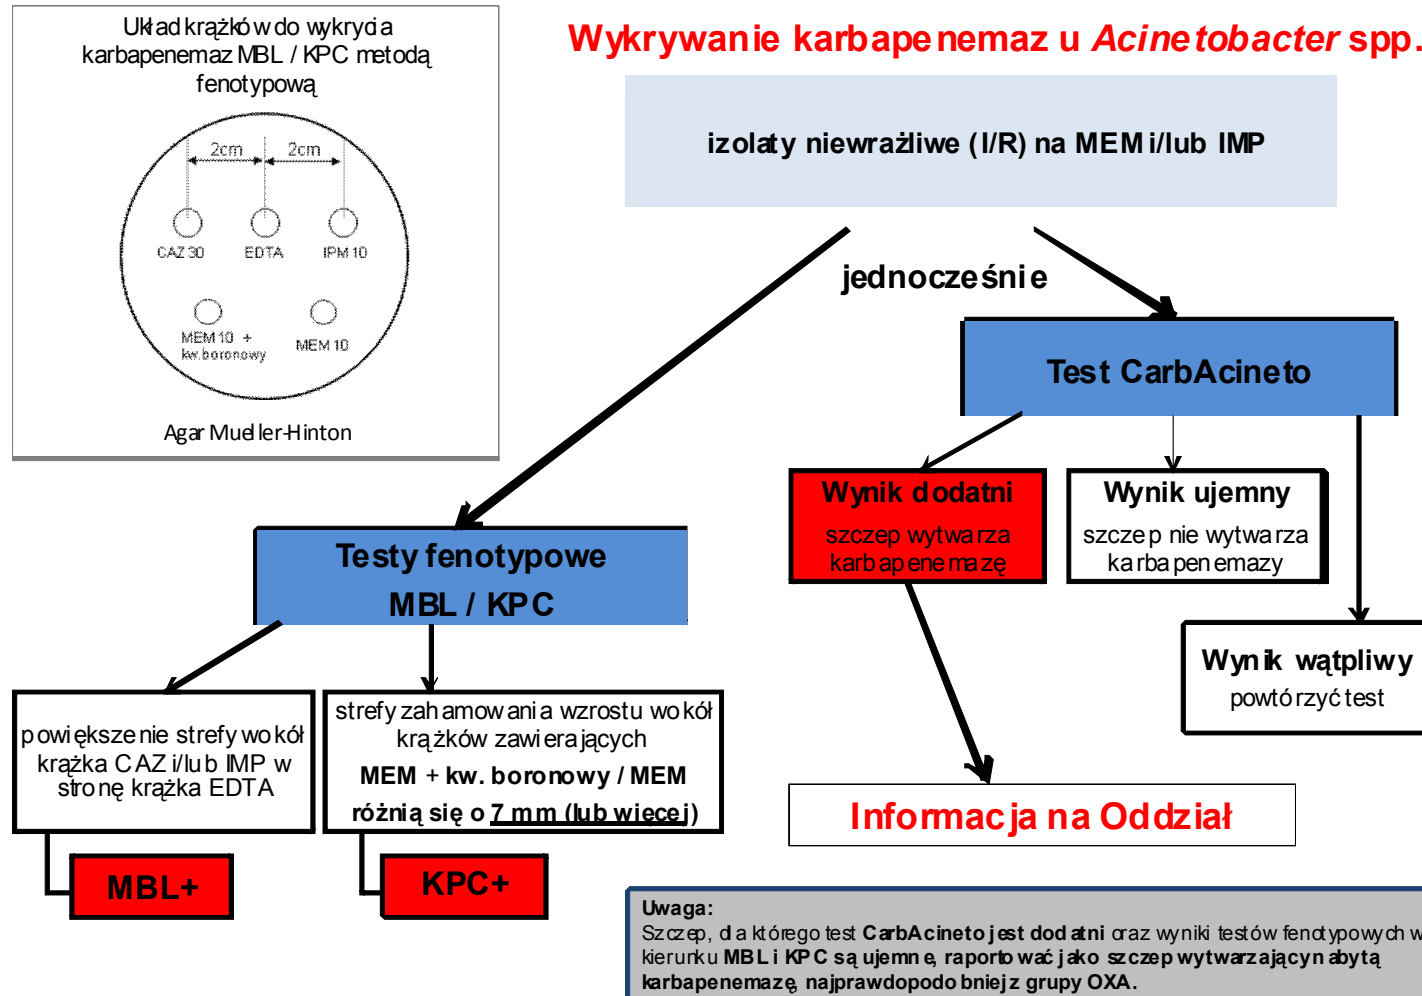 Układ krążków do wykrycia
karbapenemaz MBL / KPC metodą
fenotypową
2cm
2cm
CAZ 30
EDTA
IPM 10
MEM 10 +
kw.boronowy
MEM 10
Agar Mueller-Hinton
Wykrywanie karbapenemaz u Acinetobacter spp.
izolaty niewrażliwe (I/R) na MEM i/lub IMP
jednocześnie
Test CarbAcineto
Wynik dodatni
szczep wytwarza
karbapenemazę
Wynik ujemny
szczep nie wytwarza
karbapenemazy
Wynik wątpliwy
powtórzyć test
Testy fenotypowe
MBL / KPC
powiększenie strefy wokół
krążka CAZ i/lub IMP w
stronę krążka EDTA
strefy zahamowania wzrostu wokół
krążków zawierających
MEM + kw. boronowy / MEM
różnią się o 7 mm (lub więcej)
MBL+
KPC+
Informacja na Oddział
Uwaga:
Szczep, dla którego test CarbAcineto jest dodatni oraz wyniki testów fenotypowych w
kierunku MBL i KPC są ujemne, raportować jako szczep wytwarzający nabytą
karbapenemazę, najprawdopodobniej z grupy OXA.